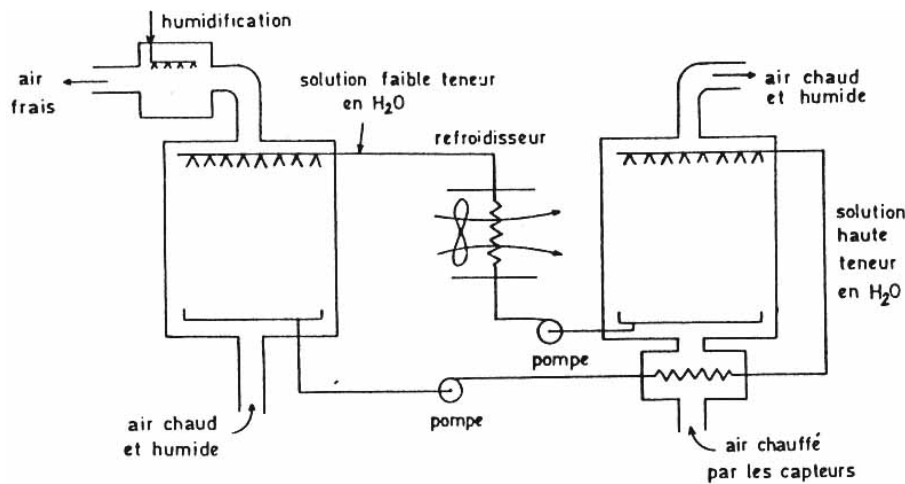 humidification
air
frais
solution faible teneur
en H₂O
refroidisseur
air chaud
et humide
solution
haute
teneur
en H₂O
pompe
pompe
air chaud
et humide
air chauffé
par les capteurs